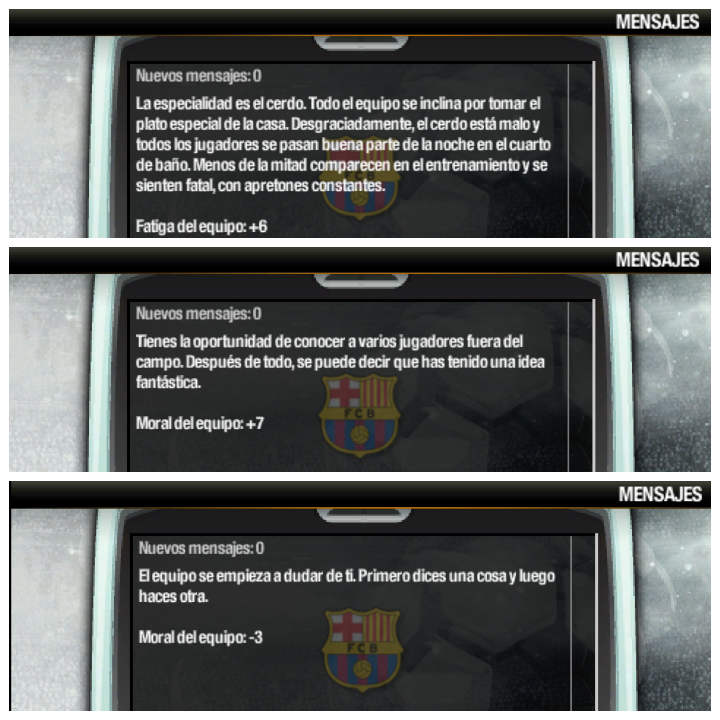 MENSAJES
Nuevos mensajes: 0
La especialidad es el cerdo. Todo el equipo se inclina por tomar el
plato especial de la casa. Desgraciadamente, el cerdo está malo y
todos los jugadores se pasan buena parte de la noche en el cuarto
de baño. Menos de la mitad comparecen en el entrenamiento y se
sienten fatal, con apretones constantes.
Fatiga del equipo: +6
MENSAJES
Nuevos mensajes: 0
Tienes la oportunidad de conocer a varios jugadores fuera del
campo. Después de todo, se puede decir que has tenido una idea
fantástica.
FCB
Moral del equipo: +7
MENSAJES
Nuevos mensajes: 0
El equipo se empieza a dudar de ti. Primero dices una cosa y luego
haces otra.
Moral del equipo: -3
FCB